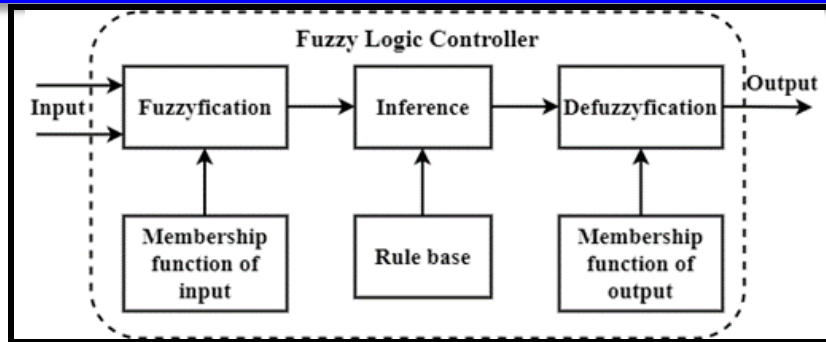 Fuzzy Logic Controller
Input
Fuzzyfication
Inference
Defuzzyfication
Output
Membership
function of
input
Rule base
Membership
function of
output